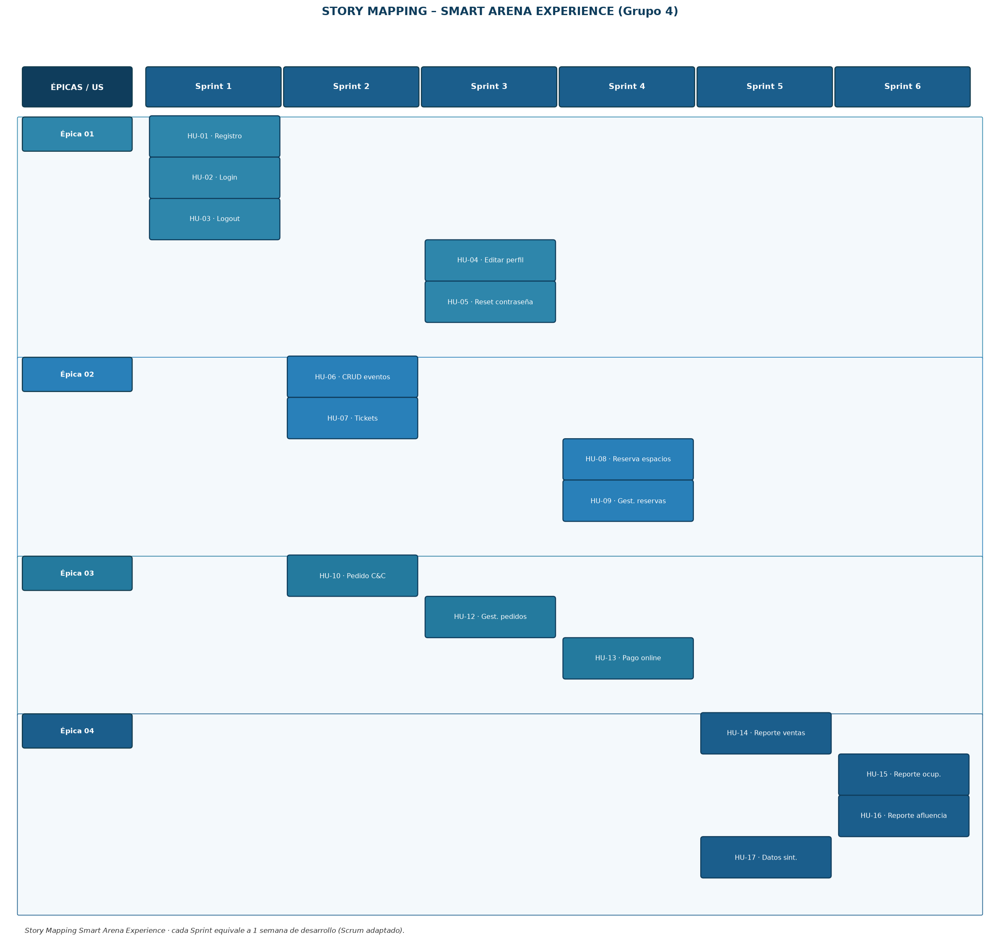 STORY MAPPING – SMART ARENA EXPERIENCE (Grupo 4)
ÉPICAS / US
Sprint 1
Sprint 2
Sprint 3
Sprint 4
Sprint 5
Sprint 6
Épica 01
HU-01 · Registro
HU-02 · Login
HU-03 · Logout
HU-04 · Editar perfil
HU-05 · Reset contraseña
Épica 02
HU-06 · CRUD eventos
HU-07 · Tickets
HU-08 · Reserva espacios
HU-09 · Gest. reservas
Épica 03
HU-10 · Pedido C&C
HU-12 · Gest. pedidos
HU-13 · Pago online
Épica 04
HU-14 · Reporte ventas
HU-15 · Reporte ocup.
HU-16 · Reporte afluencia
HU-17 · Datos sint.
Story Mapping Smart Arena Experience · cada Sprint equivale a 1 semana de desarrollo (Scrum adaptado).